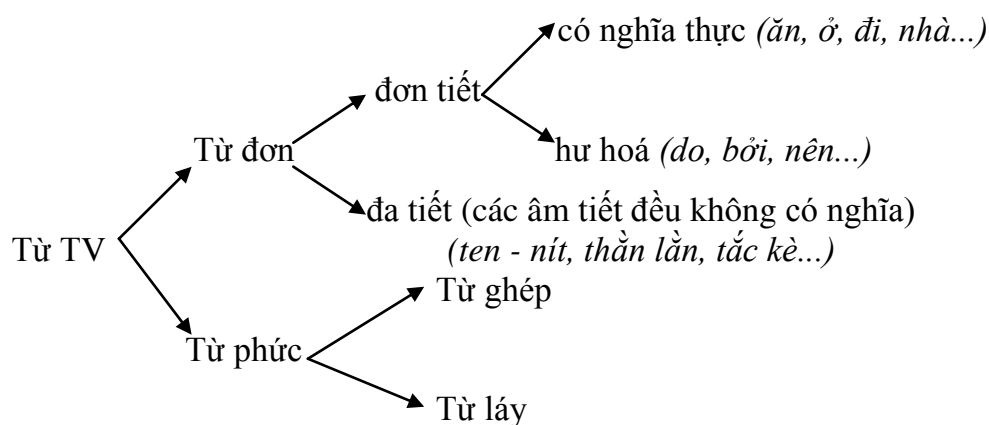 có nghĩa thực (ăn, ở, đi, nhà...)
đơn tiết
Từ đơn
hư hoá (do, bởi, nên...)
đa tiết (các âm tiết đều không có nghĩa)
(ten - nít, thằn lằn, tắc kè...)
Từ TV
Từ ghép
Từ phức
Từ láy